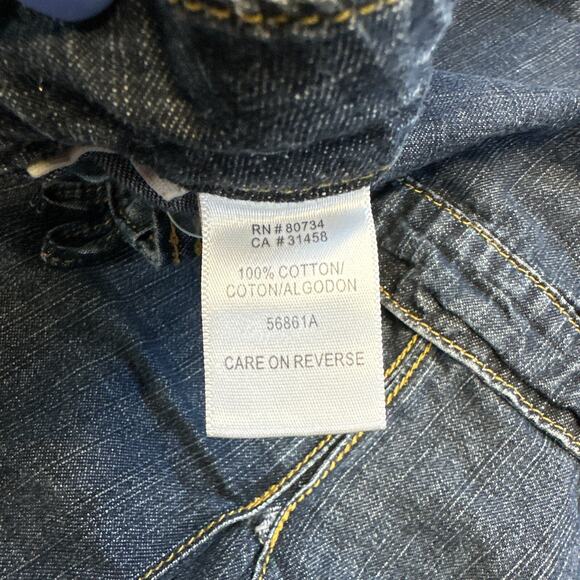 RN # 80734
CA # 31458
100% COTTON/
COTON/ALGODON
56861A
CARE ON REVERSE